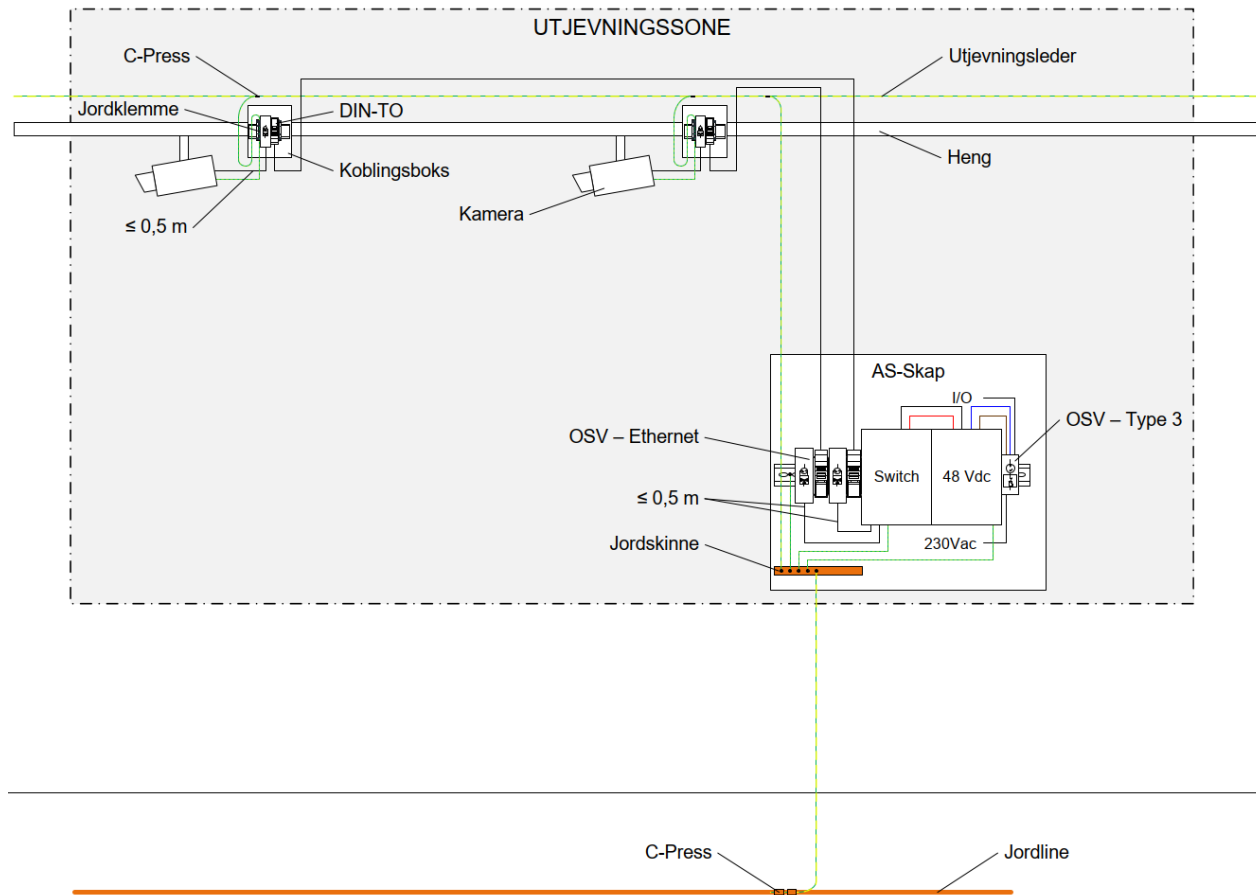 UTJEVNINGSSONE
C-Press
Utjevningsleder
Jordklemme
DIN-TO
Koblingsboks
Heng
Kamera
≤ 0,5 m
AS-Skap
I/O
OSV – Type 3
OSV – Ethernet
Switch
48 Vdc
≤ 0,5 m
Jordskinne
230Vac
C-Press
Jordline